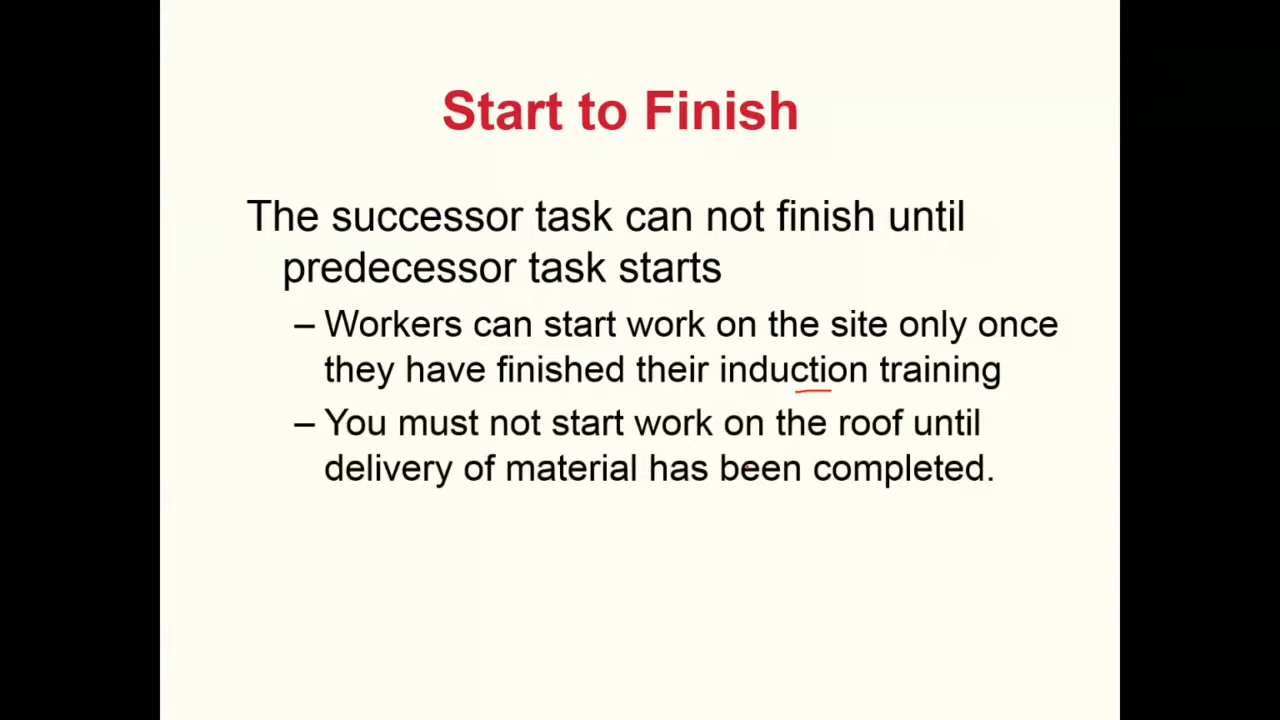 Start to Finish
The successor task can not finish until
predecessor task starts
– Workers can start work on the site only once
they have finished their induction training
– You must not start work on the roof until
delivery of material has been completed.